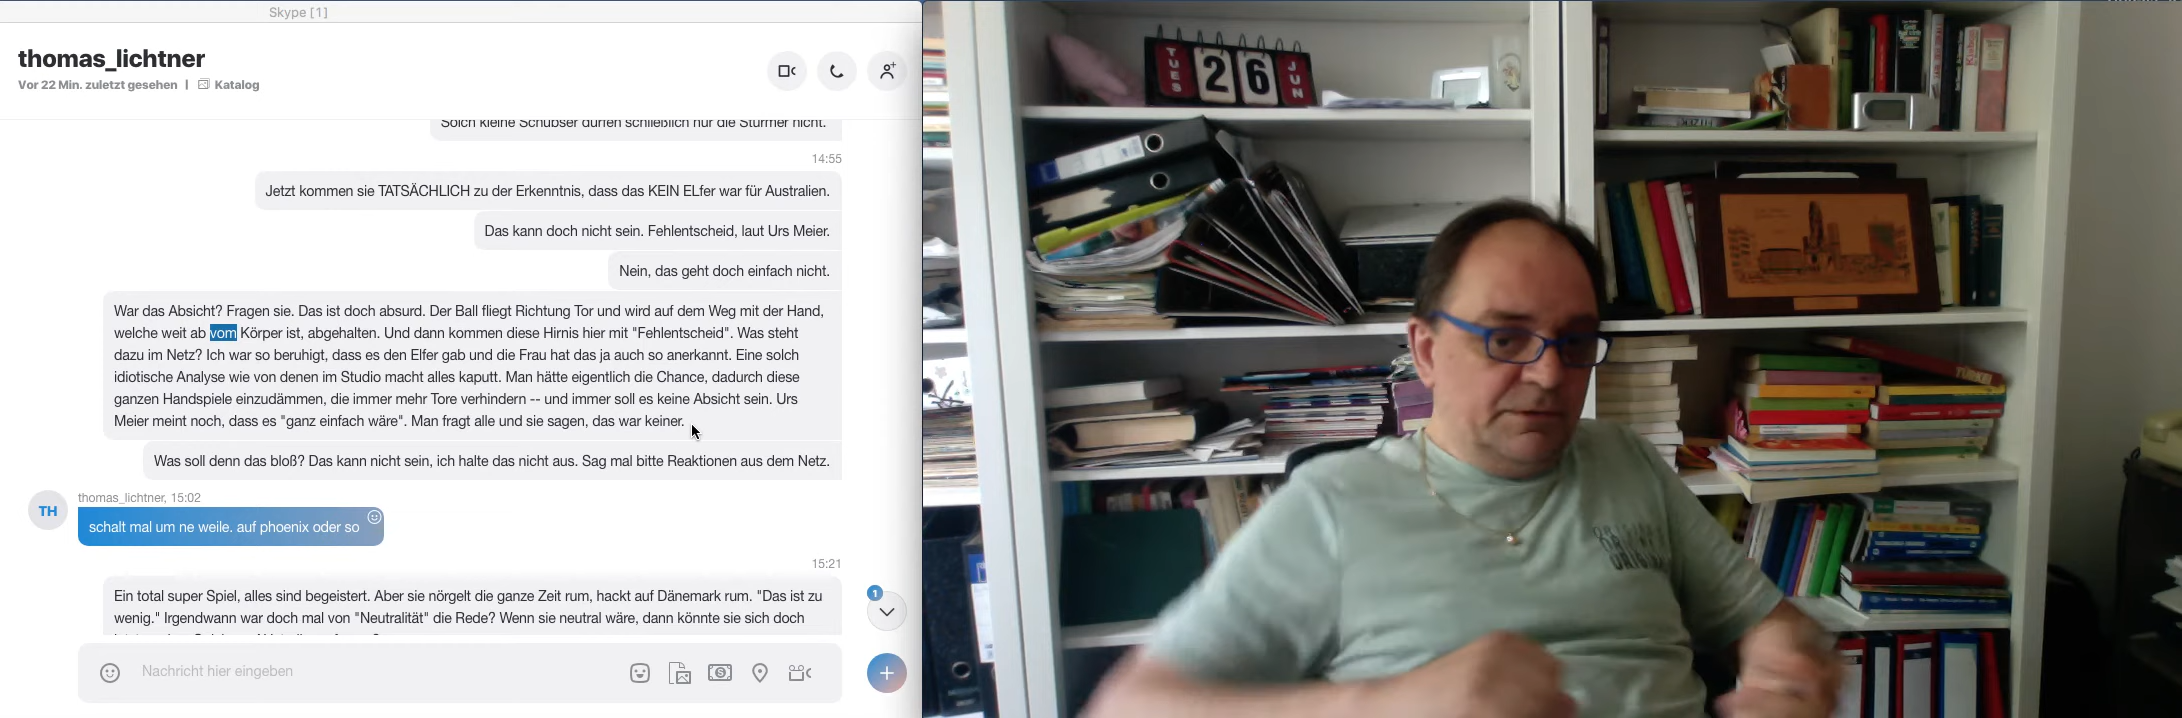 Skype [1]
thomas_lichtner
Vor 22 Min. zuletzt gesehen | Katalog
Solch kleine Schubser dürfen schließlich nur die Stürmer nicht.
14:55
Jetzt kommen sie TATSÄCHLICH zu der Erkenntnis, dass das KEIN ELfer war für Australien.
Das kann doch nicht sein. Fehlentscheid, laut Urs Meier.
Nein, das geht doch einfach nicht.
War das Absicht? Fragen sie. Das ist doch absurd. Der Ball fliegt Richtung Tor und wird auf dem Weg mit der Hand,
welche weit ab vom Körper ist, abgehalten. Und dann kommen diese Hirnis hier mit "Fehlentscheid". Was steht
dazu im Netz? Ich war so beruhigt, dass es den Elfer gab und die Frau hat das ja auch so anerkannt. Eine solch
idiotische Analyse wie von denen im Studio macht alles kaputt. Man hätte eigentlich die Chance, dadurch diese
ganzen Handspiele einzudämmen, die immer mehr Tore verhindern -- und immer soll es keine Absicht sein. Urs
Meier meint noch, dass es "ganz einfach wäre". Man fragt alle und sie sagen, das war keiner.
Was soll denn das bloß? Das kann nicht sein, ich halte das nicht aus. Sag mal bitte Reaktionen aus dem Netz.
thomas_lichtner, 15:02
TH
schalt mal um ne weile. auf phoenix oder so
15:21
Ein total super Spiel, alles sind begeistert. Aber sie nörgelt die ganze Zeit rum, hackt auf Dänemark rum. "Das ist zu
wenig." Irgendwann war doch mal von "Neutralität" die Rede? Wenn sie neutral wäre, dann könnte sie sich doch
1
Nachricht hier eingeben
TUES 26 JUN
TÜRKEI